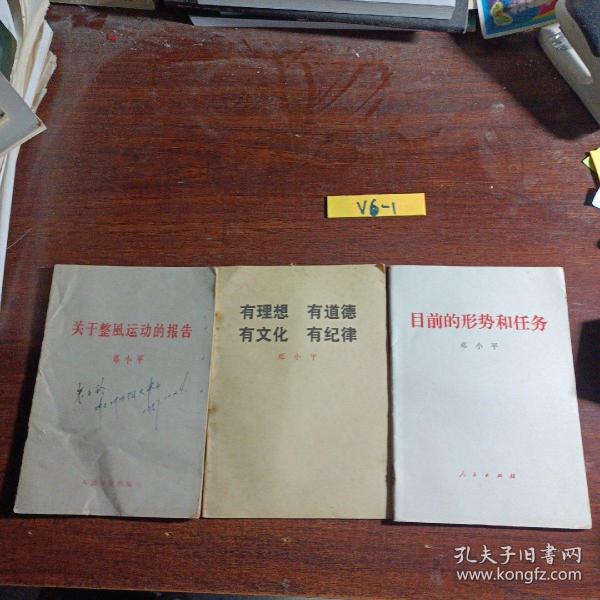 V6-1
关于整風运动的报告
邓小平
有理想 有道德
有文化 有纪律
邓小平
目前的形势和任务
邓小平
人民出版社
孔夫子旧书网
www.kongfz.com